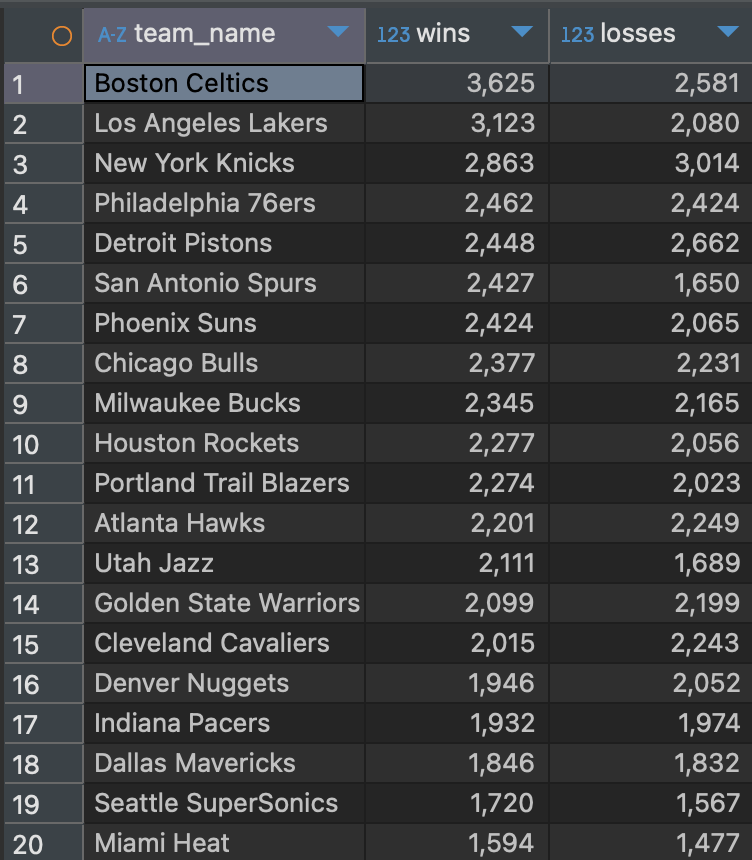 A-Z team_name 123 wins 123 losses
1 Boston Celtics 3,625 2,581
2 Los Angeles Lakers 3,123 2,080
3 New York Knicks 2,863 3,014
4 Philadelphia 76ers 2,462 2,424
5 Detroit Pistons 2,448 2,662
6 San Antonio Spurs 2,427 1,650
7 Phoenix Suns 2,424 2,065
8 Chicago Bulls 2,377 2,231
9 Milwaukee Bucks 2,345 2,165
10 Houston Rockets 2,277 2,056
11 Portland Trail Blazers 2,274 2,023
12 Atlanta Hawks 2,201 2,249
13 Utah Jazz 2,111 1,689
14 Golden State Warriors 2,099 2,199
15 Cleveland Cavaliers 2,015 2,243
16 Denver Nuggets 1,946 2,052
17 Indiana Pacers 1,932 1,974
18 Dallas Mavericks 1,846 1,832
19 Seattle SuperSonics 1,720 1,567
20 Miami Heat 1,594 1,477